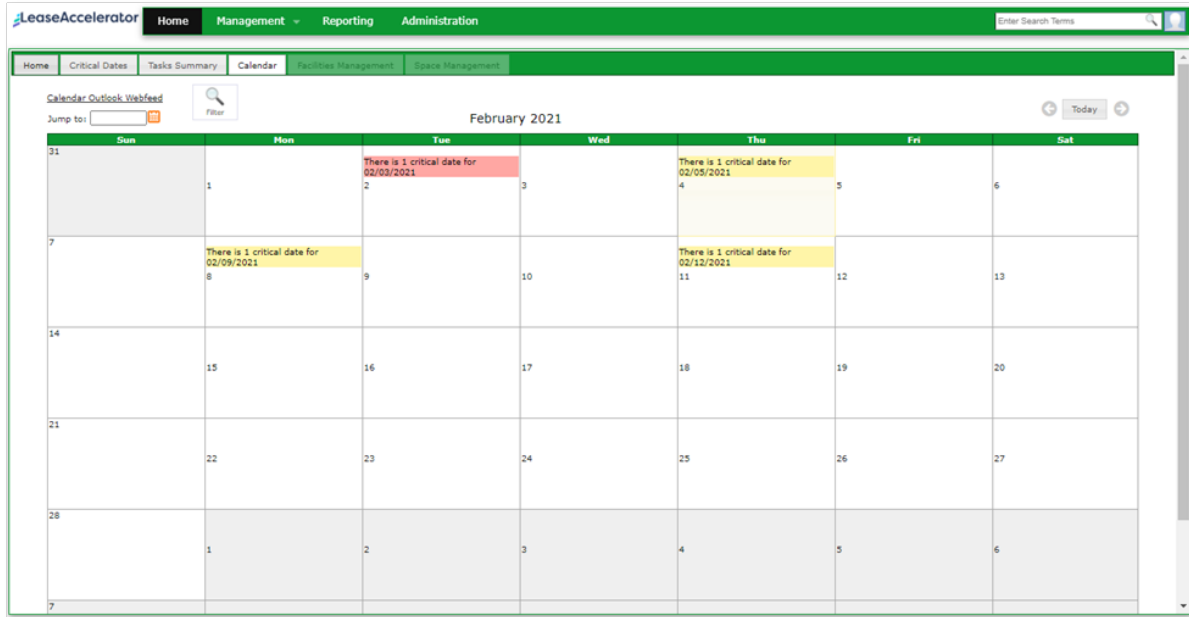 LeaseAccelerator Home Management Reporting Administration Enter Search Terms
Home Critical Dates Tasks Summary Calendar Facilities Management Space Management
Calendar Outlook Webfeed
Filter
Jump to:
February 2021
Today
Sun Mon Tue Wed Thu Fri Sat
31
There is 1 critical date for
02/03/2021
There is 1 critical date for
02/05/2021
1 2 3 4 5 6
7
There is 1 critical date for
02/09/2021
There is 1 critical date for
02/12/2021
8 9 10 11 12 13
14
15 16 17 18 19 20
21
22 23 24 25 26 27
28
1 2 3 4 5 6
7